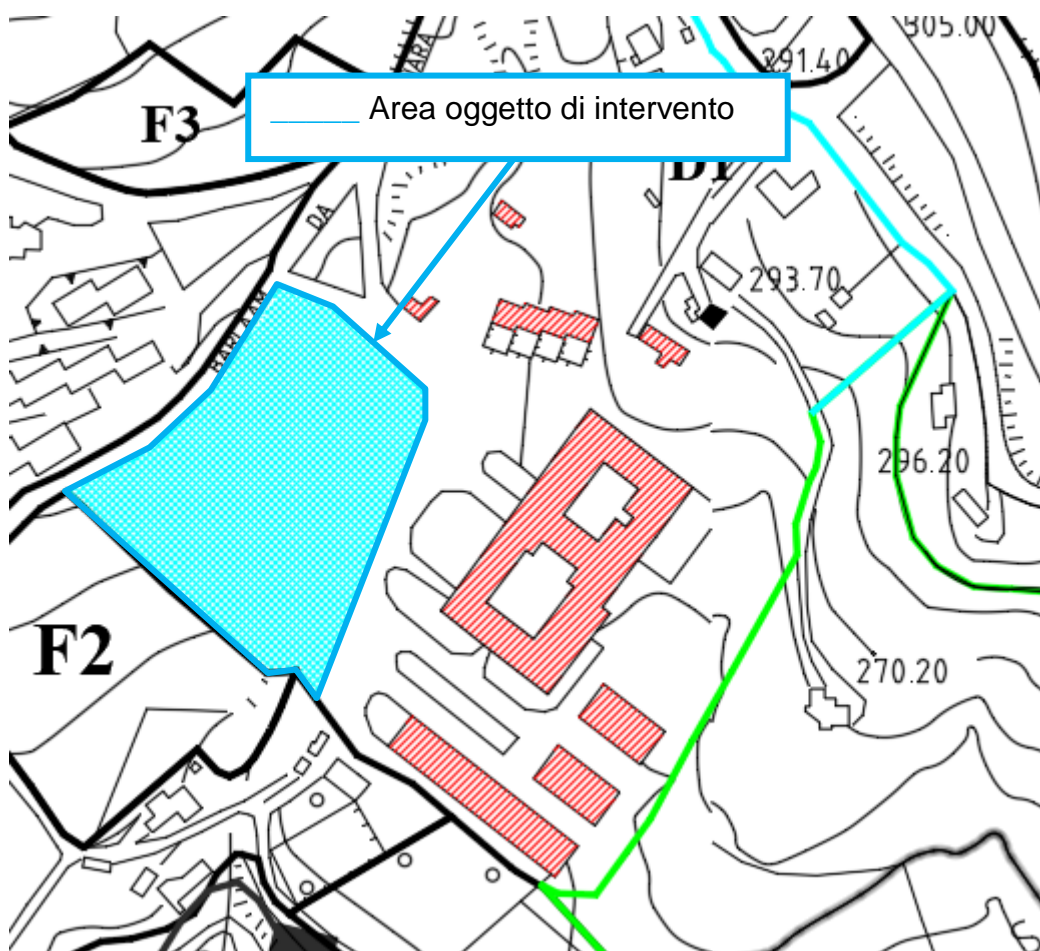 305.00
291.40
F3
_____ Area oggetto di intervento
D1
DA
293.70
BARLAAM
296.20
F2
270.20